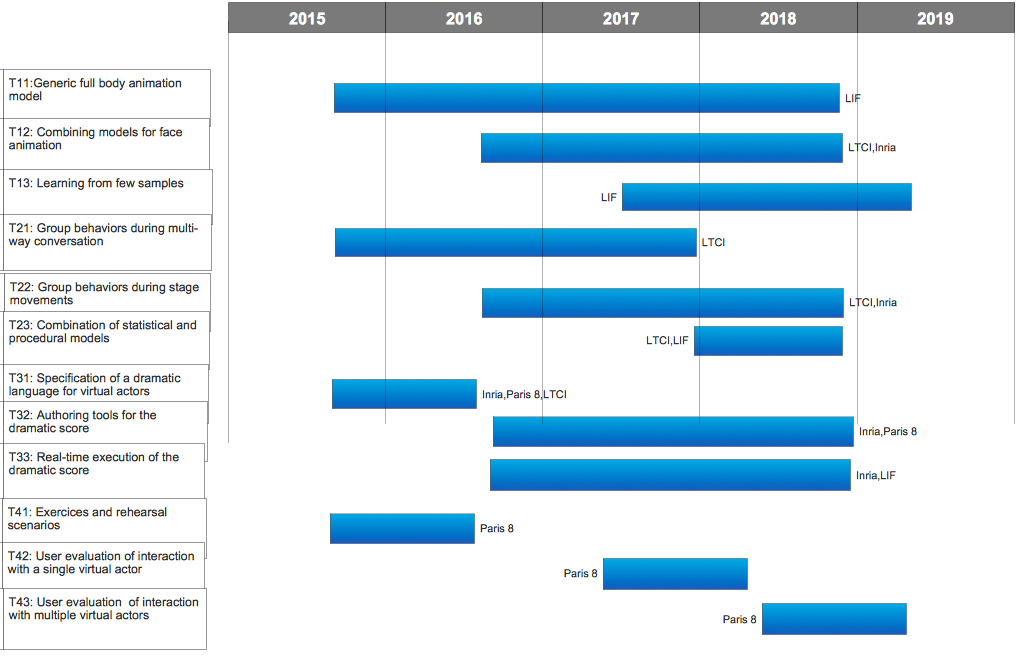 2015 2016 2017 2018 2019
T11:Generic full body animation
model
LIF
T12: Combining models for face
animation
LTCI,Inria
T13: Learning from few samples
LIF
T21: Group behaviors during multi-
way conversation
LTCI
T22: Group behaviors during stage
movements
LTCI,Inria
T23: Combination of statistical and
procedural models
LTCI,LIF
T31: Specification of a dramatic
language for virtual actors
Inria,Paris 8,LTCI
T32: Authoring tools for the
dramatic score
Inria,Paris 8
T33: Real-time execution of the
dramatic score
Inria,LIF
T41: Exercices and rehearsal
scenarios
Paris 8
T42: User evaluation of interaction
with a single virtual actor
Paris 8
T43: User evaluation of interaction
with multiple virtual actors
Paris 8